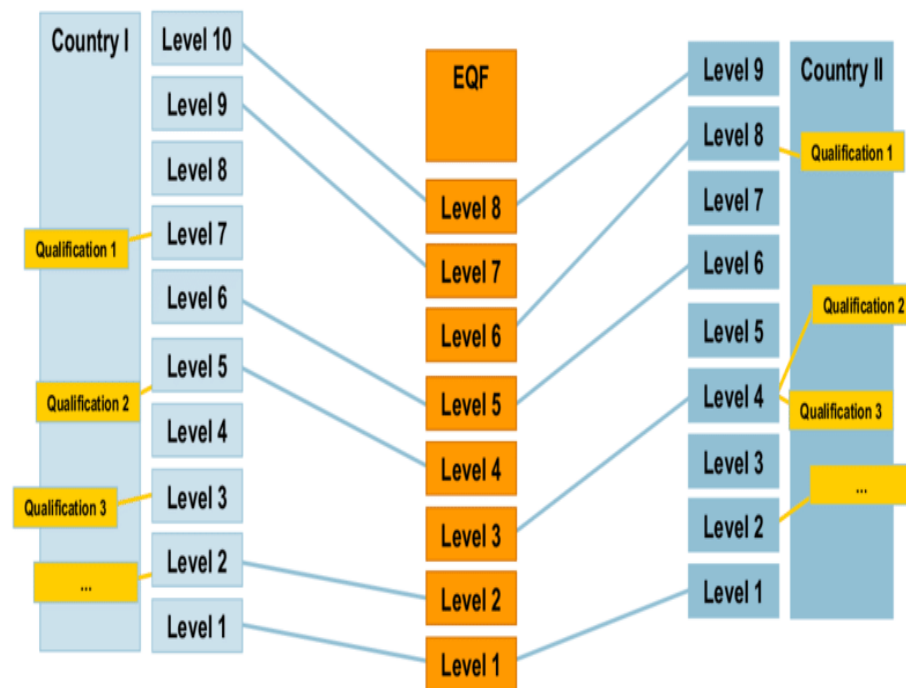 Country I
Level 10
Level 9
Level 8
Level 7
Level 6
Level 5
Level 4
Level 3
Level 2
Level 1
Qualification 1
Qualification 2
Qualification 3
...
EQF
Level 8
Level 7
Level 6
Level 5
Level 4
Level 3
Level 2
Level 1
Level 9
Level 8
Level 7
Level 6
Level 5
Level 4
Level 3
Level 2
Level 1
Country II
Qualification 1
Qualification 2
Qualification 3
...